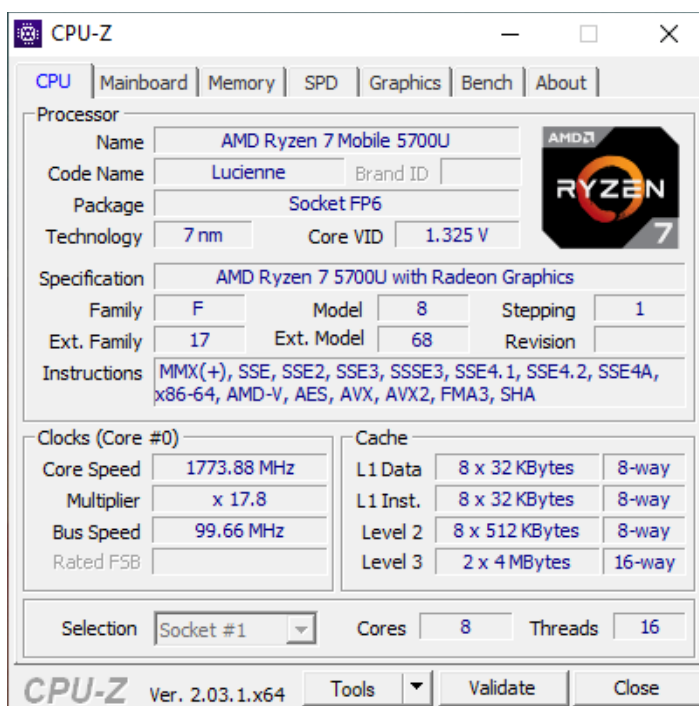 CPU-Z
CPU Mainboard Memory SPD Graphics Bench About
Processor
Name AMD Ryzen 7 Mobile 5700U
Code Name Lucienne Brand ID
Package Socket FP6
Technology 7 nm Core VID 1.325 V
AMD
RYZEN
7
Specification AMD Ryzen 7 5700U with Radeon Graphics
Family F Model 8 Stepping 1
Ext. Family 17 Ext. Model 68 Revision
Instructions MMX(+), SSE, SSE2, SSE3, SSSE3, SSE4.1, SSE4.2, SSE4A,
x86-64, AMD-V, AES, AVX, AVX2, FMA3, SHA
Clocks (Core #0)
Core Speed 1773.88 MHz
Multiplier x 17.8
Bus Speed 99.66 MHz
Rated FSB
Cache
L1 Data 8 x 32 KBytes 8-way
L1 Inst. 8 x 32 KBytes 8-way
Level 2 8 x 512 KBytes 8-way
Level 3 2 x 4 MBytes 16-way
Selection Socket #1 Cores 8 Threads 16
CPU-Z Ver. 2.03.1.x64 Tools Validate Close